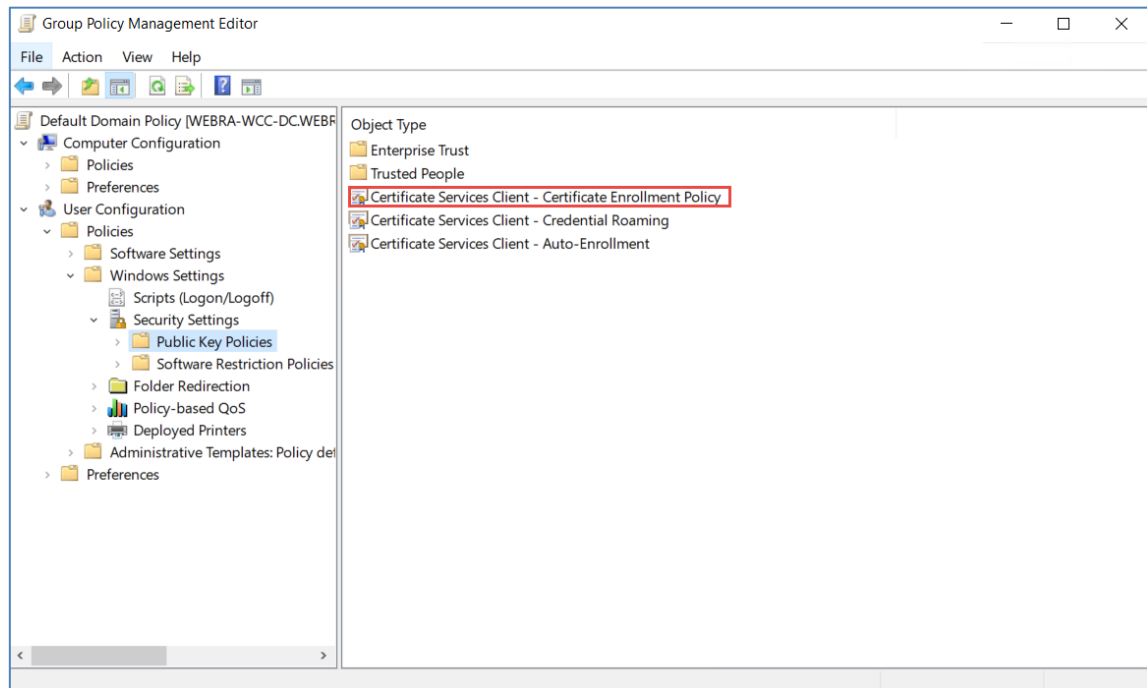 Group Policy Management Editor
File Action View Help
Default Domain Policy [WEBRA-WCC-DC.WEBR
Computer Configuration
Policies
Preferences
User Configuration
Policies
Software Settings
Windows Settings
Scripts (Logon/Logoff)
Security Settings
Public Key Policies
Software Restriction Policies
Folder Redirection
Policy-based QoS
Deployed Printers
Administrative Templates: Policy def
Preferences
Object Type
Enterprise Trust
Trusted People
Certificate Services Client - Certificate Enrollment Policy
Certificate Services Client - Credential Roaming
Certificate Services Client - Auto-Enrollment